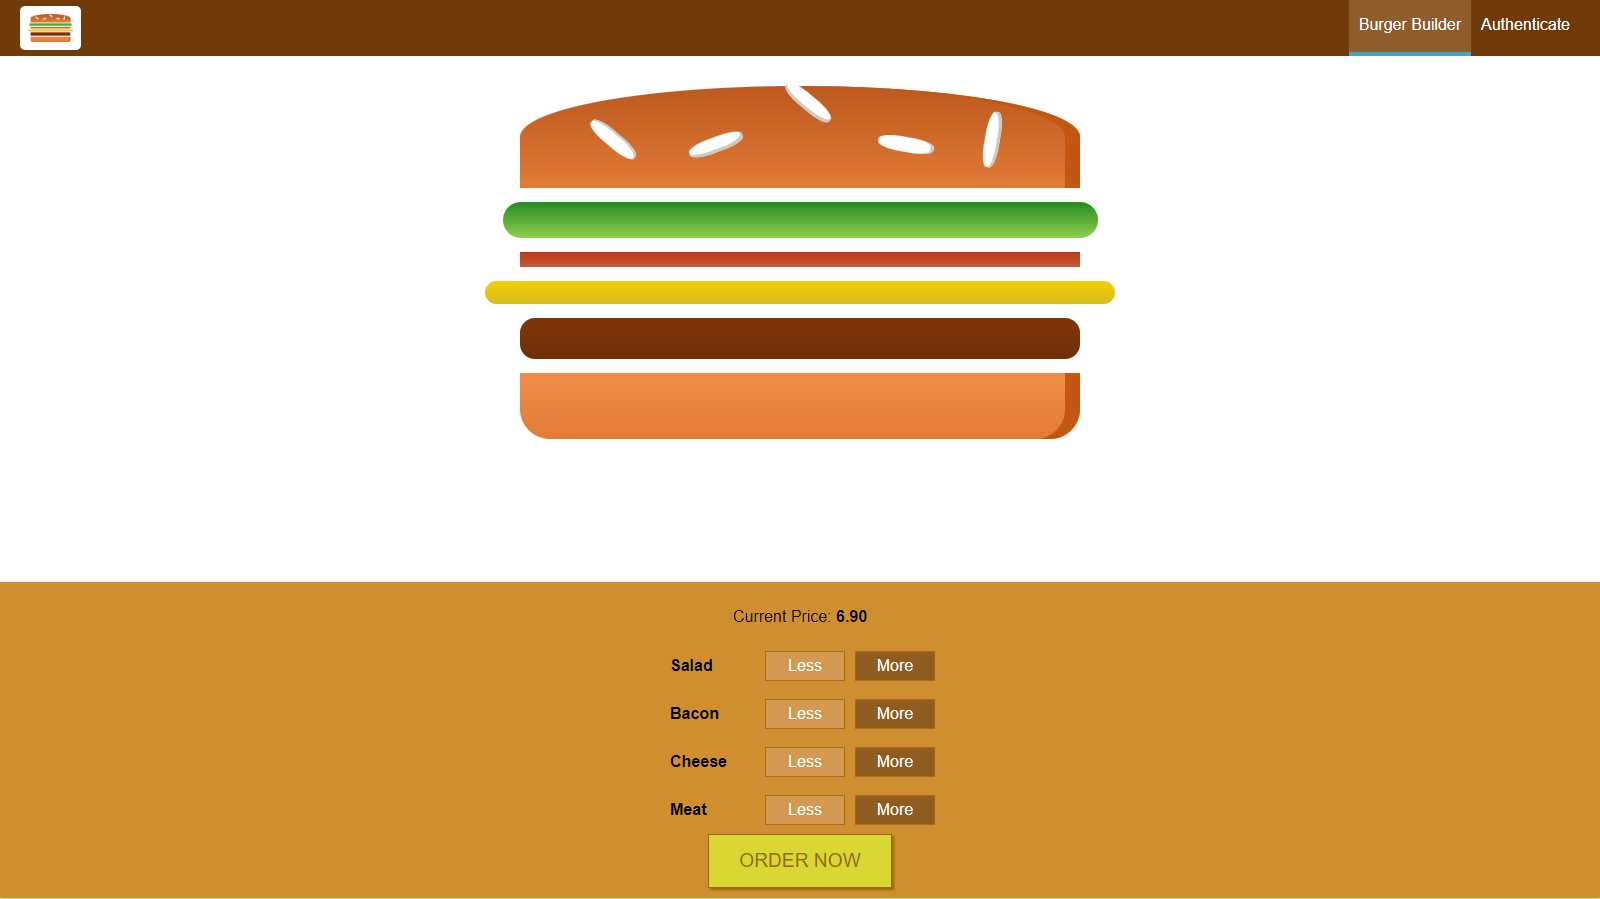 Burger Builder Authenticate
Current Price: 6.90
Salad Less More
Bacon Less More
Cheese Less More
Meat Less More
ORDER NOW